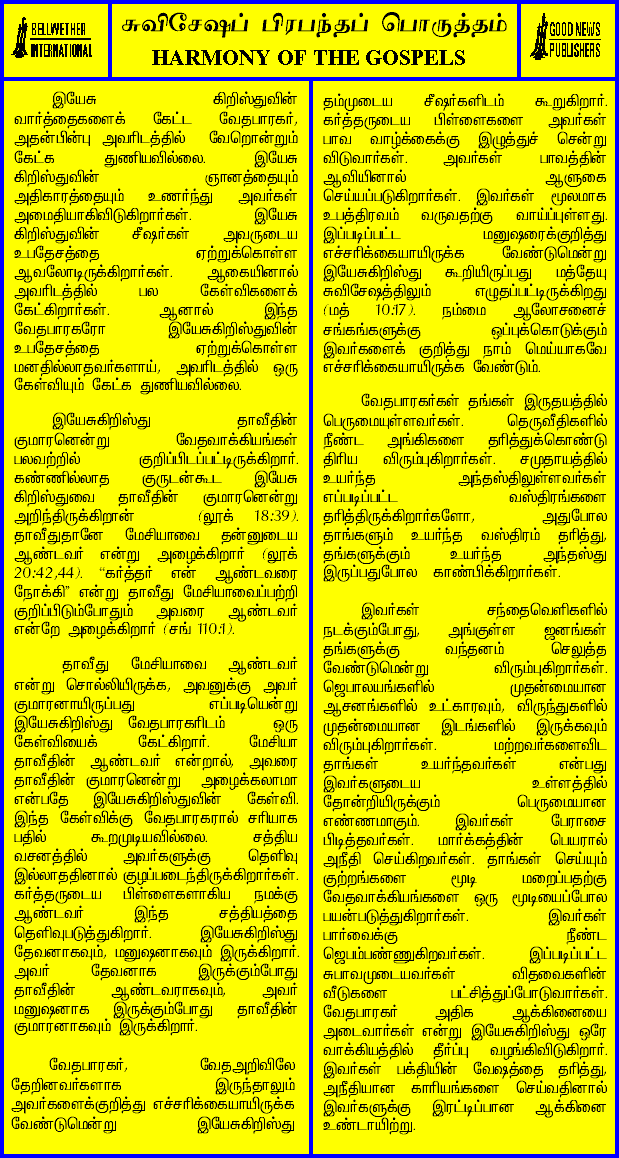 BELLWETHER
INTERNATIONAL
சுவிசேஷப் பிரபந்தப் பொருத்தம்
HARMONY OF THE GOSPELS
GOOD NEWS
PUBLISHERS
இயேசு கிறிஸ்துவின்
வார்த்தைகளைக் கேட்ட வேதபாரகர்,
அதன்பின்பு அவரிடத்தில் வேறொன்றும்
கேட்க துணியவில்லை. இயேசு
கிறிஸ்துவின் ஞானத்தையும்
அதிகாரத்தையும் உணர்ந்து அவர்கள்
அமைதியாகிவிடுகிறார்கள். இயேசு
கிறிஸ்துவின் சீஷர்கள் அவருடைய
உபதேசத்தை ஏற்றுக்கொள்ள
ஆவலோடிருக்கிறார்கள். ஆகையினால்
அவரிடத்தில் பல கேள்விகளைக்
கேட்கிறார்கள். ஆனால் இந்த
வேதபாரகரோ இயேசுகிறிஸ்துவின்
உபதேசத்தை ஏற்றுக்கொள்ள
மனதில்லாதவர்களாய், அவரிடத்தில் ஒரு
கேள்வியும் கேட்க துணியவில்லை.
இயேசுகிறிஸ்து தாவீதின்
குமாரனென்று வேதவாக்கியங்கள்
பலவற்றில் குறிப்பிடப்பட்டிருக்கிறார்.
கண்ணில்லாத குருடன்கூட இயேசு
கிறிஸ்துவை தாவீதின் குமாரனென்று
அறிந்திருக்கிறான் (லூக் 18:39).
தாவீதுதானே மேசியாவை தன்னுடைய
ஆண்டவர் என்று அழைக்கிறார் (லூக்
20:42,44). “கர்த்தர் என் ஆண்டவரை
நோக்கி” என்று தாவீது மேசியாவைப்பற்றி
குறிப்பிடும்போதும் அவரை ஆண்டவர்
என்றே அழைக்கிறார் (சங் 110:1).
தாவீது மேசியாவை ஆண்டவர்
என்று சொல்லியிருக்க, அவனுக்கு அவர்
குமாரனாயிருப்பது எப்படியென்று
இயேசுகிறிஸ்து வேதபாரகரிடம் ஒரு
கேள்வியைக் கேட்கிறார். மேசியா
தாவீதின் ஆண்டவர் என்றால், அவரை
தாவீதின் குமாரனென்று அழைக்கலாமா
என்பதே இயேசுகிறிஸ்துவின் கேள்வி.
இந்த கேள்விக்கு வேதபாரகரால் சரியாக
பதில் கூறமுடியவில்லை. சத்திய
வசனத்தில் அவர்களுக்கு தெளிவு
இல்லாததினால் குழப்படைந்திருக்கிறார்கள்.
கர்த்தருடைய பிள்ளைகளாகிய நமக்கு
ஆண்டவர் இந்த சத்தியத்தை
தெளிவுபடுத்துகிறார். இயேசுகிறிஸ்து
தேவனாகவும், மனுஷனாகவும் இருக்கிறார்.
அவர் தேவனாக இருக்கும்போது
தாவீதின் ஆண்டவராகவும், அவர்
மனுஷனாக இருக்கும்போது தாவீதின்
குமாரனாகவும் இருக்கிறார்.
வேதபாரகர், வேதஅறிவிலே
தேறினவர்களாக இருந்தாலும்
அவர்களைக்குறித்து எச்சரிக்கையாயிருக்க
வேண்டுமென்று இயேசுகிறிஸ்து
தம்முடைய சீஷர்களிடம் கூறுகிறார்.
கர்த்தருடைய பிள்ளைகளை அவர்கள்
பாவ வாழ்க்கைக்கு இழுத்துச் சென்று
விடுவார்கள். அவர்கள் பாவத்தின்
ஆவியினால் ஆளுகை
செய்யப்படுகிறார்கள். இவர்கள் மூலமாக
உபத்திரவம் வருவதற்கு வாய்ப்புள்ளது.
இப்படிப்பட்ட மனுஷரைக்குறித்து
எச்சரிக்கையாயிருக்க வேண்டுமென்று
இயேசுகிறிஸ்து கூறியிருப்பது மத்தேயு
சுவிசேஷத்திலும் எழுதப்பட்டிருக்கிறது
(மத் 10:17). நம்மை ஆலோசனைச்
சங்கங்களுக்கு ஒப்புக்கொடுக்கும்
இவர்களைக் குறித்து நாம் மெய்யாகவே
எச்சரிக்கையாயிருக்க வேண்டும்.
வேதபாரகர்கள் தங்கள் இருதயத்தில்
பெருமையுள்ளவர்கள். தெருவீதிகளில்
நீண்ட அங்கிகளை தரித்துக்கொண்டு
திரிய விரும்புகிறார்கள். சமுதாயத்தில்
உயர்ந்த அந்தஸ்திலுள்ளவர்கள்
எப்படிப்பட்ட வஸ்திரங்களை
தரித்திருக்கிறார்களோ, அதுபோல
தாங்களும் உயர்ந்த வஸ்திரம் தரித்து,
தங்களுக்கும் உயர்ந்த அந்தஸ்து
இருப்பதுபோல காண்பிக்கிறார்கள்.
இவர்கள் சந்தைவெளிகளில்
நடக்கும்போது, அங்குள்ள ஜனங்கள்
தங்களுக்கு வந்தனம் செலுத்த
வேண்டுமென்று விரும்புகிறார்கள்.
ஜெபாலயங்களில் முதன்மையான
ஆசனங்களில் உட்காரவும், விருந்துகளில்
முதன்மையான இடங்களில் இருக்கவும்
விரும்புகிறார்கள். மற்றவர்களைவிட
தாங்கள் உயர்ந்தவர்கள் என்பது
இவர்களுடைய உள்ளத்தில்
தோன்றியிருக்கும் பெருமையான
எண்ணமாகும். இவர்கள் பேராசை
பிடித்தவர்கள். மார்க்கத்தின் பெயரால்
அநீதி செய்கிறவர்கள். தாங்கள் செய்யும்
குற்றங்களை மூடி மறைப்பதற்கு
வேதவாக்கியங்களை ஒரு மூடியைப்போல
பயன்படுத்துகிறார்கள். இவர்கள்
பார்வைக்கு நீண்ட
ஜெபம்பண்ணுகிறவர்கள். இப்படிப்பட்ட
சுபாவமுடையவர்கள் விதவைகளின்
வீடுகளை பட்சித்துப்போடுவார்கள்.
வேதபாரகர் அதிக ஆக்கினையை
அடைவார்கள் என்று இயேசுகிறிஸ்து ஒரே
வாக்கியத்தில் தீர்ப்பு வழங்கிவிடுகிறார்.
இவர்கள் பக்தியின் வேஷத்தை தரித்து,
அநீதியான காரியங்களை செய்வதினால்
இவர்களுக்கு இரட்டிப்பான ஆக்கினை
உண்டாயிற்று.